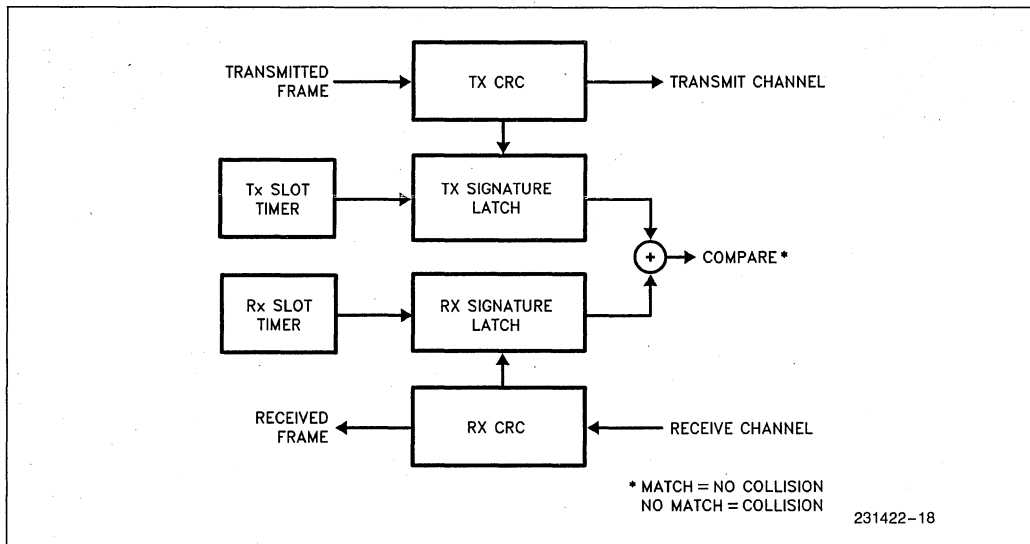 TRANSMITTED
FRAME
TX CRC
TRANSMIT CHANNEL
Tx SLOT
TIMER
TX SIGNATURE
LATCH
COMPARE*
Rx SLOT
TIMER
RX SIGNATURE
LATCH
RECEIVED
FRAME
RX CRC
RECEIVE CHANNEL
* MATCH = NO COLLISION
NO MATCH = COLLISION
231422-18